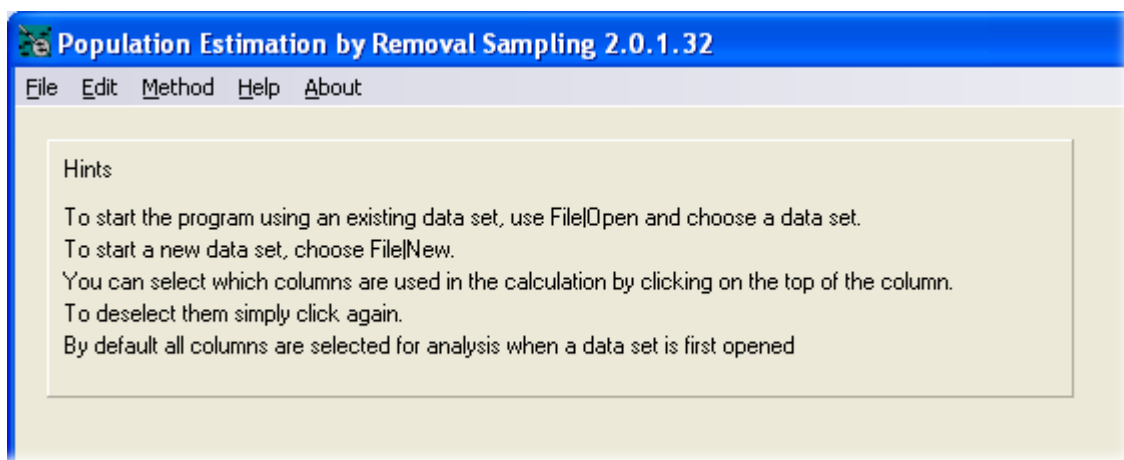 Population Estimation by Removal Sampling 2.0.1.32
File Edit Method Help About
Hints
To start the program using an existing data set, use File|Open and choose a data set.
To start a new data set, choose File|New.
You can select which columns are used in the calculation by clicking on the top of the column.
To deselect them simply click again.
By default all columns are selected for analysis when a data set is first opened